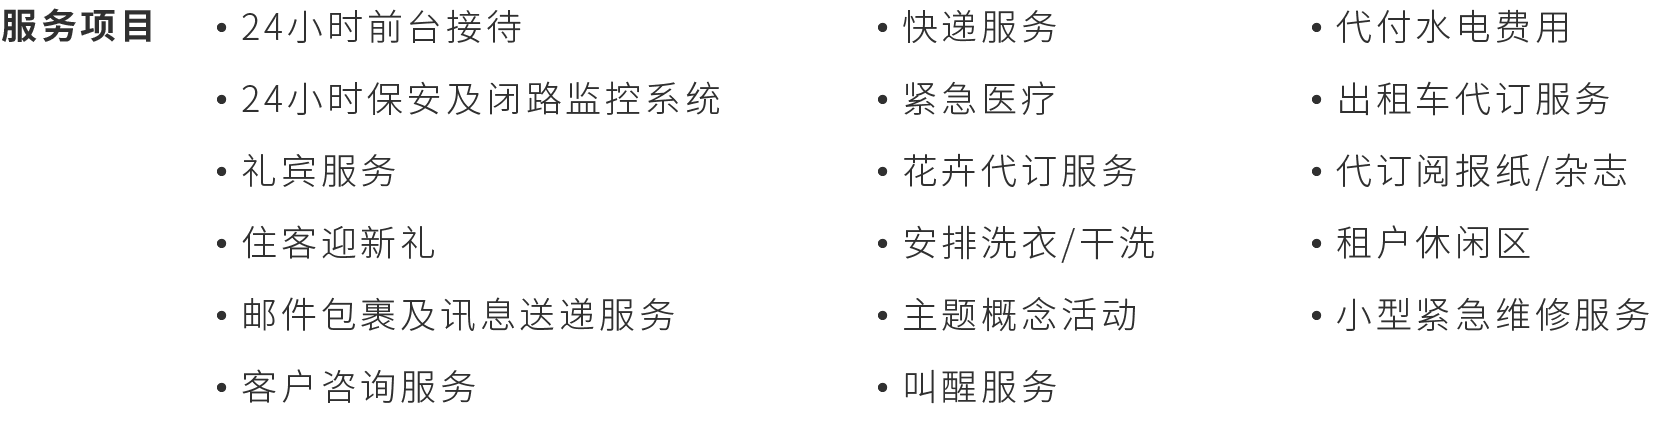 服务项目
• 24小时前台接待
• 24小时保安及闭路监控系统
• 礼宾服务
• 住客迎新礼
• 邮件包裹及讯息送递服务
• 客户咨询服务
• 快递服务
• 紧急医疗
• 花卉代订服务
• 安排洗衣/干洗
• 主题概念活动
• 叫醒服务
• 代付水电费用
• 出租车代订服务
• 代订阅报纸/杂志
• 租户休闲区
• 小型紧急维修服务